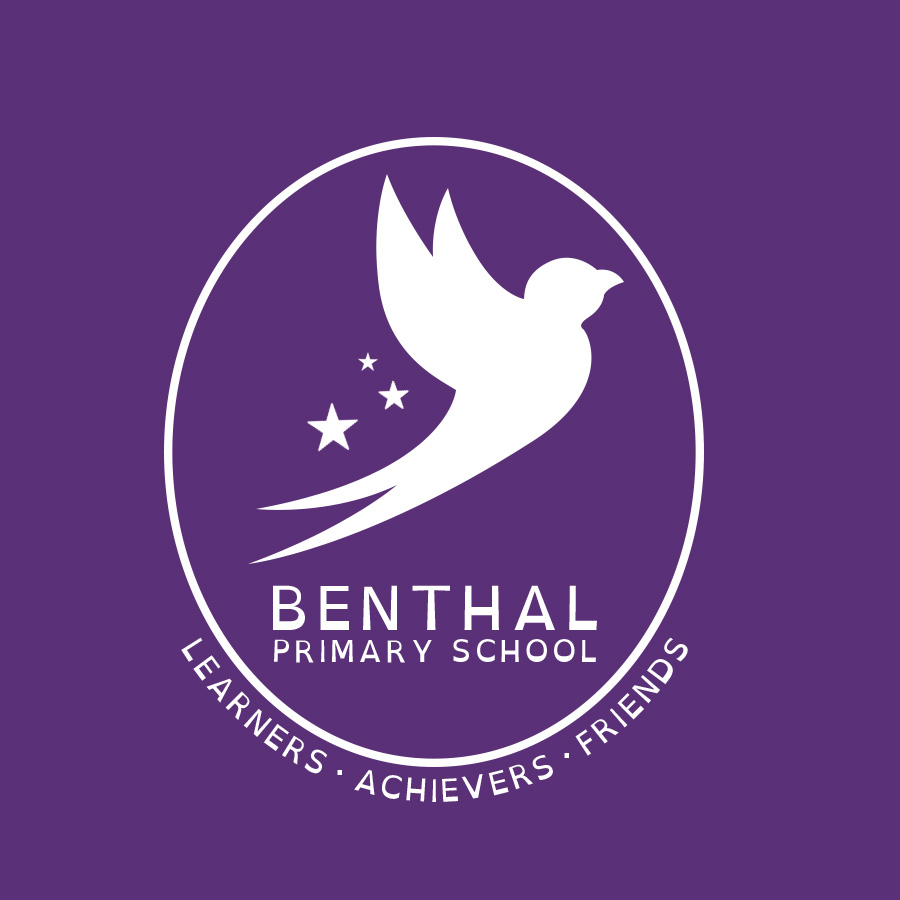 BENTHAL
PRIMARY SCHOOL
LEARNERS · ACHIEVERS · FRIENDS